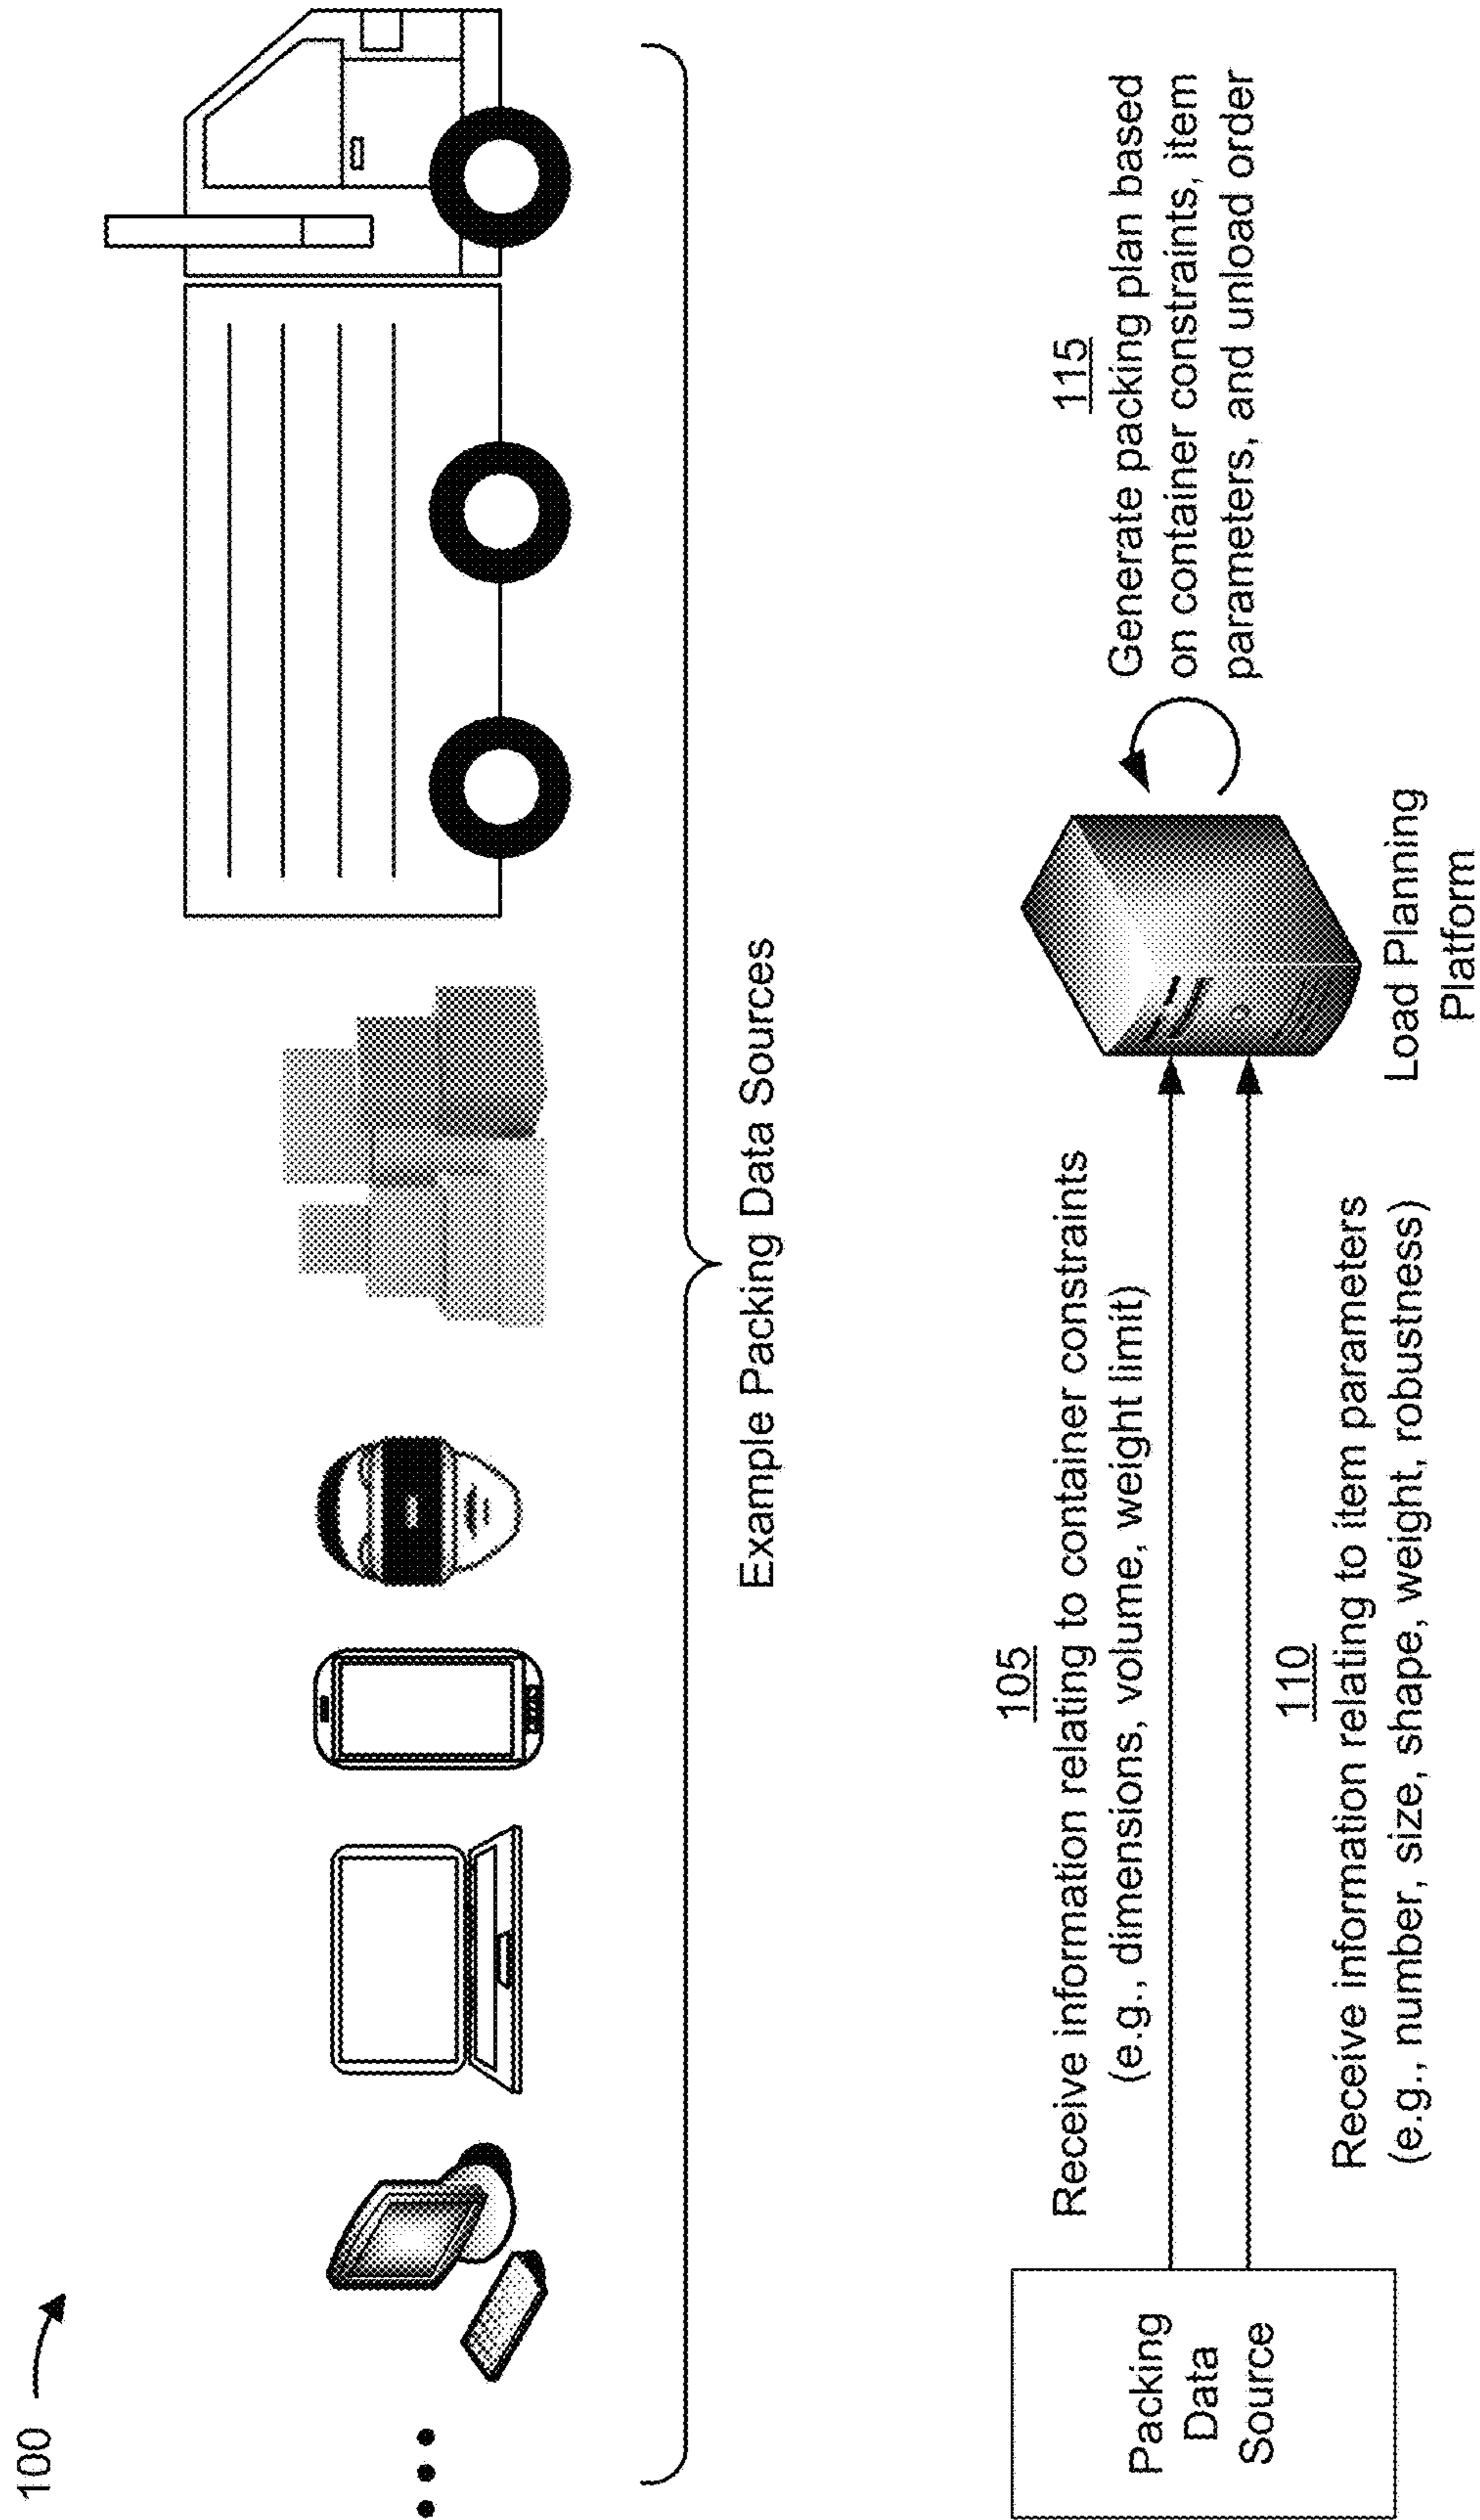 100
Example Packing Data Sources
Packing
Data
Source
105
Receive information relating to container constraints
(e.g., dimensions, volume, weight limit)
110
Receive information relating to item parameters
(e.g., number, size, shape, weight, robustness)
Load Planning
Platform
115
Generate packing plan based
on container constraints, item
parameters, and unload order